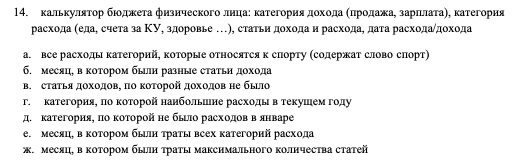 14. калькулятор бюджета физического лица: категория дохода (продажа, зарплата), категория
расхода (еда, счета за КУ, здоровье …), статьи дохода и расхода, дата расхода/дохода
а. все расходы категорий, которые относятся к спорту (содержат слово спорт)
б. месяц, в котором были разные статьи дохода
в. статья доходов, по которой доходов не было
г. категория, по которой наибольшие расходы в текущем году
д. категория, по которой не было расходов в январе
е. месяц, в котором были траты всех категорий расхода
ж. месяц, в котором были траты максимального количества статей